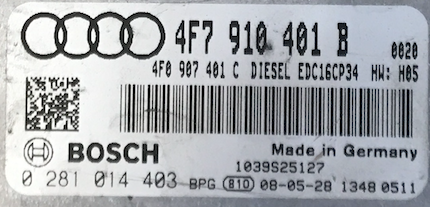 4F7 910 401 B 0020
4F0 907 401 C DIESEL EDC16CP34 HW: H05
BOSCH Made in Germany
1039S25127
0 281 014 403 BPG 810 08-05-28 1348 0511